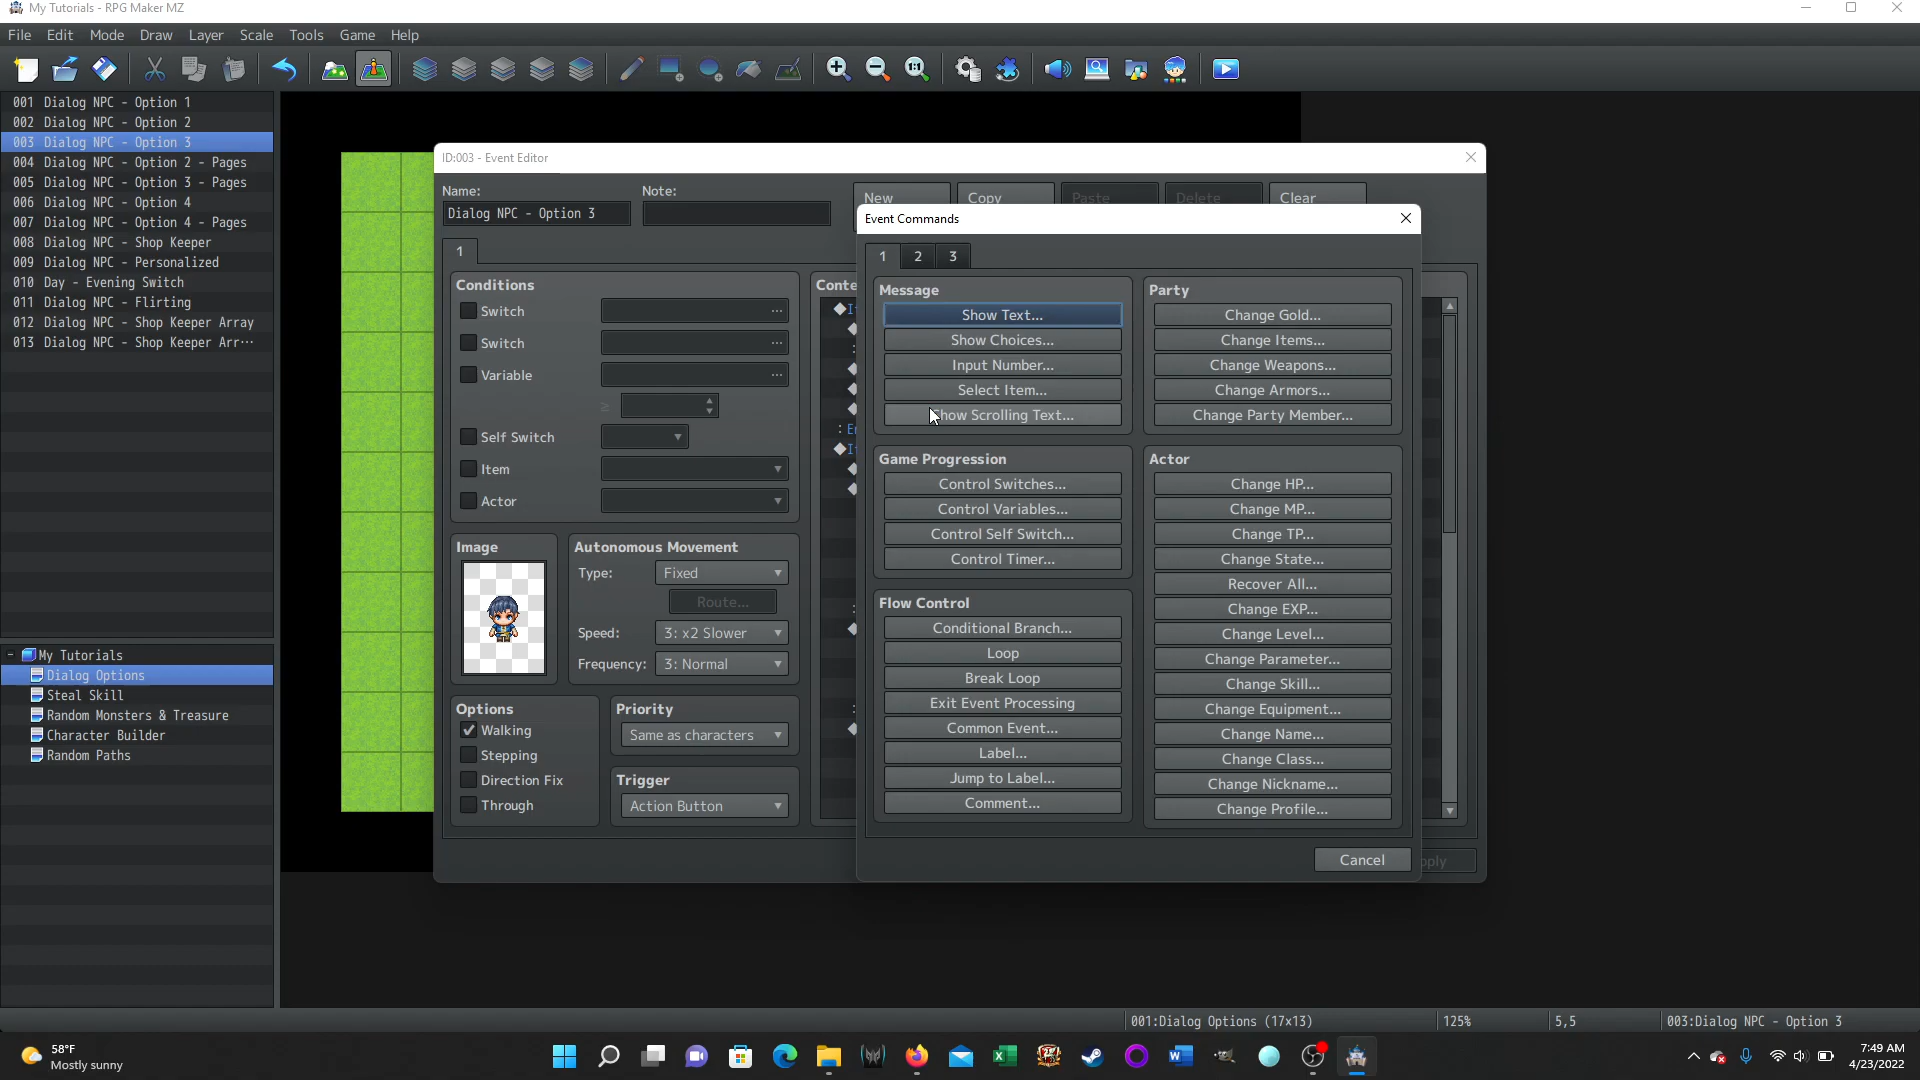 My Tutorials - RPG Maker MZ
File Edit Mode Draw Layer Scale Tools Game Help
001 Dialog NPC - Option 1
002 Dialog NPC - Option 2
003 Dialog NPC - Option 3
004 Dialog NPC - Option 2 - Pages
005 Dialog NPC - Option 3 - Pages
006 Dialog NPC - Option 4
007 Dialog NPC - Option 4 - Pages
008 Dialog NPC - Shop Keeper
009 Dialog NPC - Personalized
010 Day - Evening Switch
011 Dialog NPC - Flirting
012 Dialog NPC - Shop Keeper Array
013 Dialog NPC - Shop Keeper Arr···
My Tutorials
Dialog Options
Steal Skill
Random Monsters & Treasure
Character Builder
Random Paths
ID:003 - Event Editor
Name:
Note:
Dialog NPC - Option 3
New Copy Paste Delete Clear
1
Conditions
Switch ...
Switch ...
Variable ...
≥
Self Switch
Item
Actor
Image
Autonomous Movement
Type: Fixed
Route...
Speed: 3: x2 Slower
Frequency: 3: Normal
Options
Walking
Stepping
Direction Fix
Through
Priority
Same as characters
Trigger
Action Button
Conte
Event Commands
1 2 3
Message
Show Text...
Show Choices...
Input Number...
Select Item...
Show Scrolling Text...
Game Progression
Control Switches...
Control Variables...
Control Self Switch...
Control Timer...
Flow Control
Conditional Branch...
Loop
Break Loop
Exit Event Processing
Common Event...
Label...
Jump to Label...
Comment...
Party
Change Gold...
Change Items...
Change Weapons...
Change Armors...
Change Party Member...
Actor
Change HP...
Change MP...
Change TP...
Change State...
Recover All...
Change EXP...
Change Level...
Change Parameter...
Change Skill...
Change Equipment...
Change Name...
Change Class...
Change Nickname...
Change Profile...
Cancel
pply
001:Dialog Options (17x13) 125% 5,5 003:Dialog NPC - Option 3
58°F
Mostly sunny
7:49 AM
4/23/2022